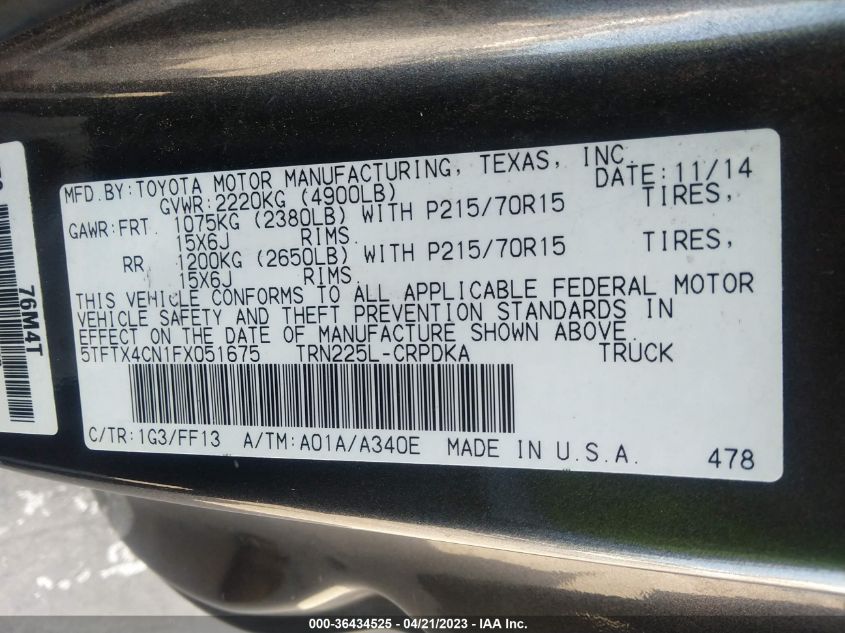 MFD.BY:TOYOTA MOTOR MANUFACTURING, TEXAS, INC.
DATE:11/14
GVWR:2220KG (4900LB)
GAWR:FRT 1075KG (2380LB) WITH P215/70R15 TIRES,
15X6J RIMS.
RR 1200KG (2650LB) WITH P215/70R15 TIRES,
15X6J RIMS.
THIS VEHICLE CONFORMS TO ALL APPLICABLE FEDERAL MOTOR
VEHICLE SAFETY AND THEFT PREVENTION STANDARDS IN
EFFECT ON THE DATE OF MANUFACTURE SHOWN ABOVE.
5TFTX4CN1FX051675 TRN225L-CRPDKA TRUCK
C/TR:1G3/FF13 A/TM:A01A/A340E MADE IN U.S.A. 478
76M4T
000-36434525 - 04/21/2023 - IAA Inc.